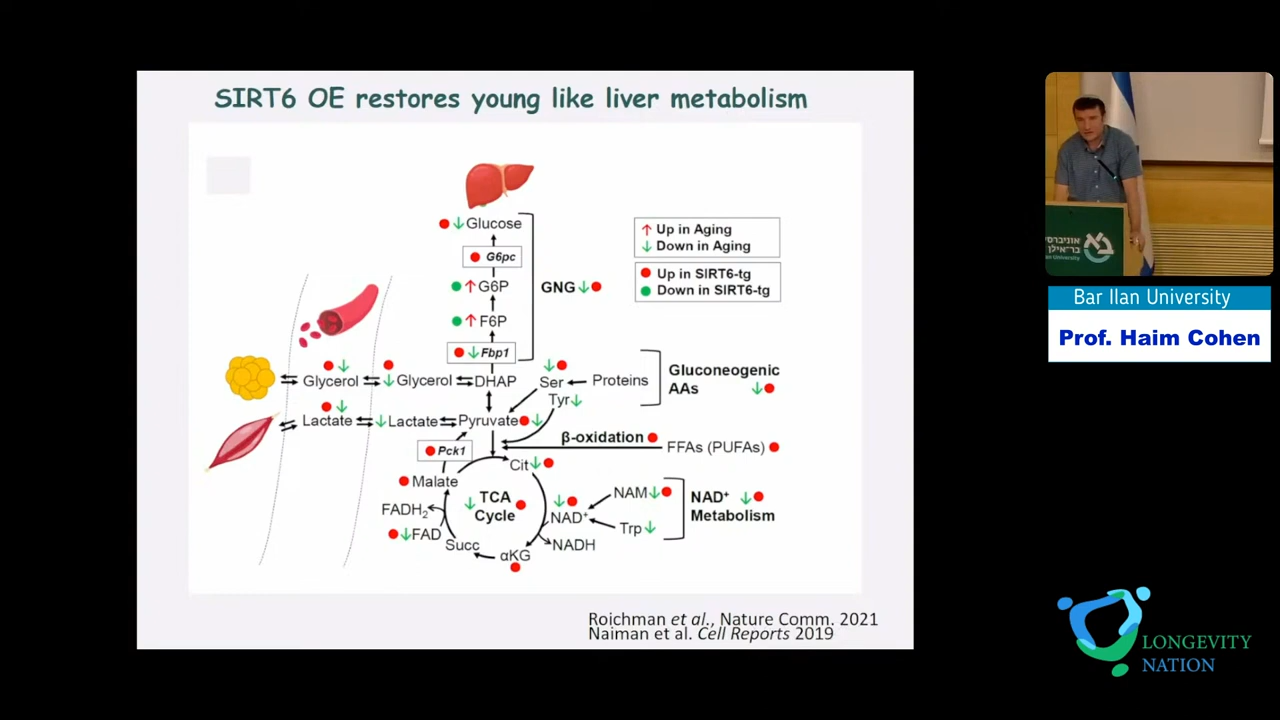 SIRT6 OE restores young like liver metabolism
Glucose
G6pc
G6P
F6P
Fbp1
GNG
Up in Aging
Down in Aging
Up in SIRT6-tg
Down in SIRT6-tg
Glycerol
Glycerol
DHAP
Ser
Proteins
Tyr
Gluconeogenic
AAs
Lactate
Lactate
Pyruvate
Pck1
β-oxidation
FFAs (PUFAs)
Cit
Malate
TCA
Cycle
FADH₂
FAD
Succ
αKG
NAD⁺
NADH
NAM
Trp
NAD⁺
Metabolism
Roichman et al., Nature Comm. 2021
Naiman et al. Cell Reports 2019
Bar Ilan University
Prof. Haim Cohen
LONGEVITY
NATION